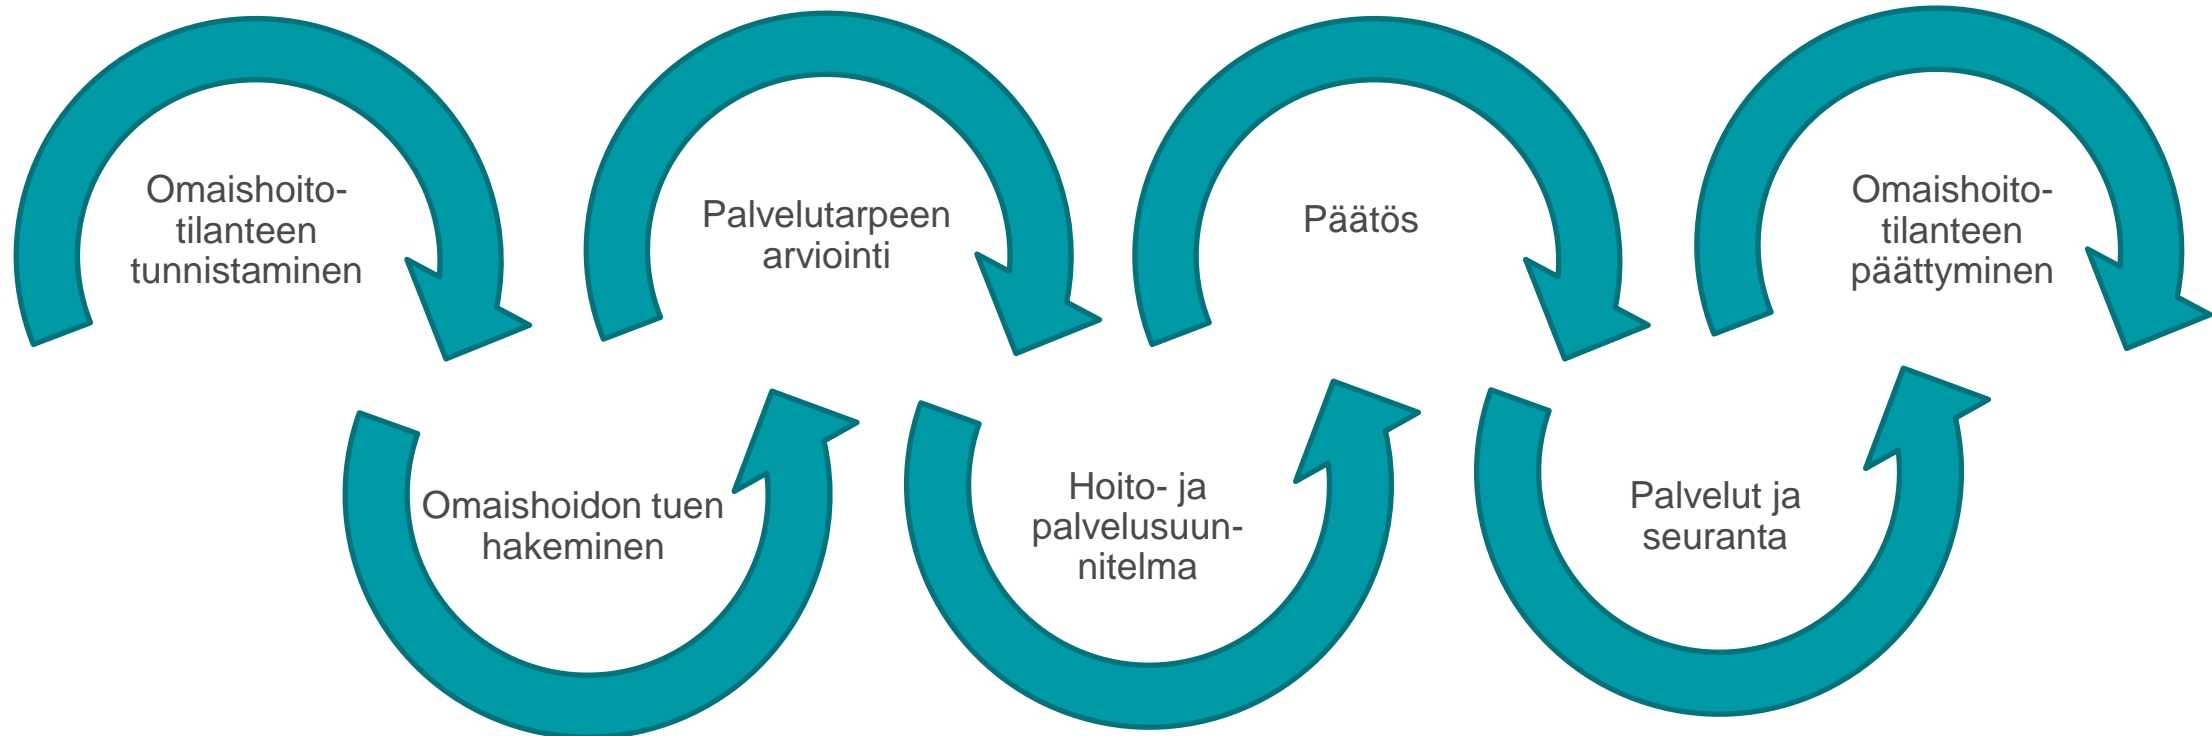 Omaishoito-
tilanteen
tunnistaminen
Omaishoidon tuen
hakeminen
Palvelutarpeen
arviointi
Hoito- ja
palvelusuun-
nitelma
Päätös
Palvelut ja
seuranta
Omaishoito-
tilanteen
päättyminen